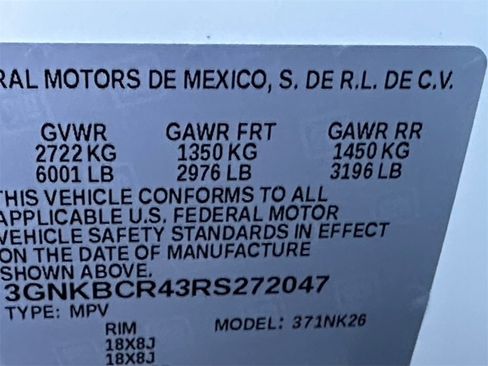 RAL MOTORS DE MEXICO, S. DE R.L. DE C.V.
GVWR GAWR FRT GAWR RR
2722 KG 1350 KG 1450 KG
6001 LB 2976 LB 3196 LB
THIS VEHICLE CONFORMS TO ALL
APPLICABLE U.S. FEDERAL MOTOR
VEHICLE SAFETY STANDARDS IN EFFECT
ON THE DATE OF MANUFACTURE
SHOWN ABOVE.
3GNKBCR43RS272047
TYPE: MPV
RIM MODEL: 371NK26
18X8J
18X8J